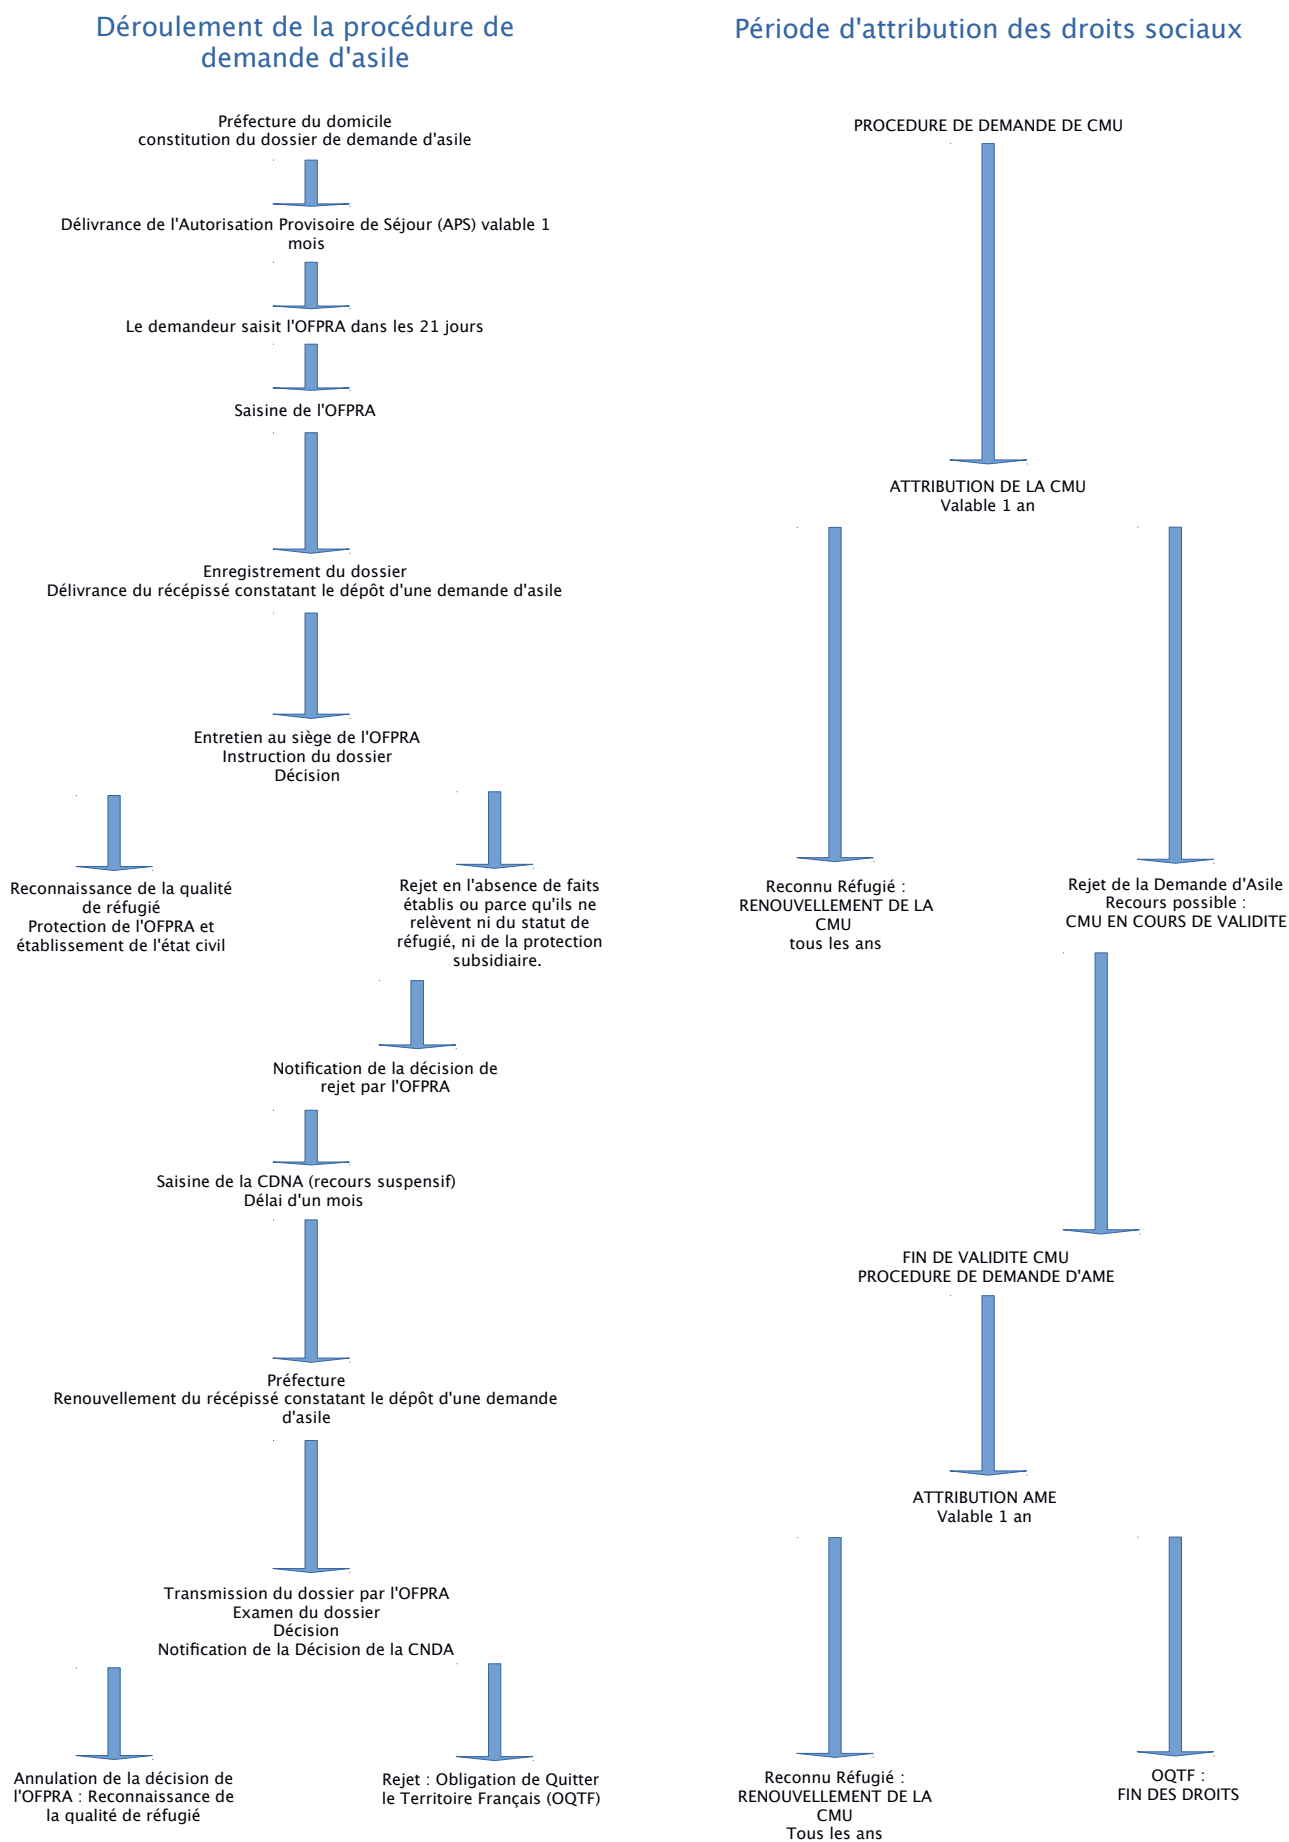 Déroulement de la procédure de
demande d'asile
Préfecture du domicile
constitution du dossier de demande d'asile
Délivrance de l'Autorisation Provisoire de Séjour (APS) valable 1
mois
Le demandeur saisit l'OFPRA dans les 21 jours
Saisine de l'OFPRA
Enregistrement du dossier
Délivrance du récépissé constatant le dépôt d'une demande d'asile
Entretien au siège de l'OFPRA
Instruction du dossier
Décision
Reconnaissance de la qualité
de réfugié
Protection de l'OFPRA et
établissement de l'état civil
Rejet en l'absence de faits
établis ou parce qu'ils ne
relèvent ni du statut de
réfugié, ni de la protection
subsidiaire.
Notification de la décision de
rejet par l'OFPRA
Saisine de la CDNA (recours suspensif)
Délai d'un mois
Préfecture
Renouvellement du récépissé constatant le dépôt d'une demande
d'asile
Transmission du dossier par l'OFPRA
Examen du dossier
Décision
Notification de la Décision de la CNDA
Annulation de la décision de
l'OFPRA : Reconnaissance de
la qualité de réfugié
Rejet : Obligation de Quitter
le Territoire Français (OQTF)
Période d'attribution des droits sociaux
PROCEDURE DE DEMANDE DE CMU
ATTRIBUTION DE LA CMU
Valable 1 an
Reconnu Réfugié :
RENOUVELLEMENT DE LA
CMU
tous les ans
Rejet de la Demande d'Asile
Recours possible :
CMU EN COURS DE VALIDITE
FIN DE VALIDITE CMU
PROCEDURE DE DEMANDE D'AME
ATTRIBUTION AME
Valable 1 an
Reconnu Réfugié :
RENOUVELLEMENT DE LA
CMU
Tous les ans
OQTF :
FIN DES DROITS